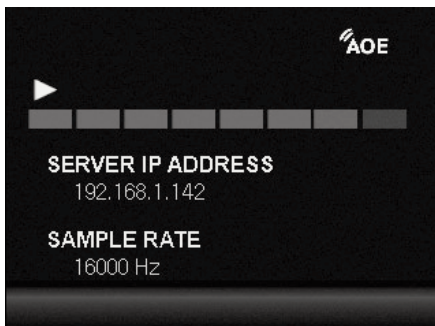 AOE
SERVER IP ADDRESS
192.168.1.142
SAMPLE RATE
16000 Hz